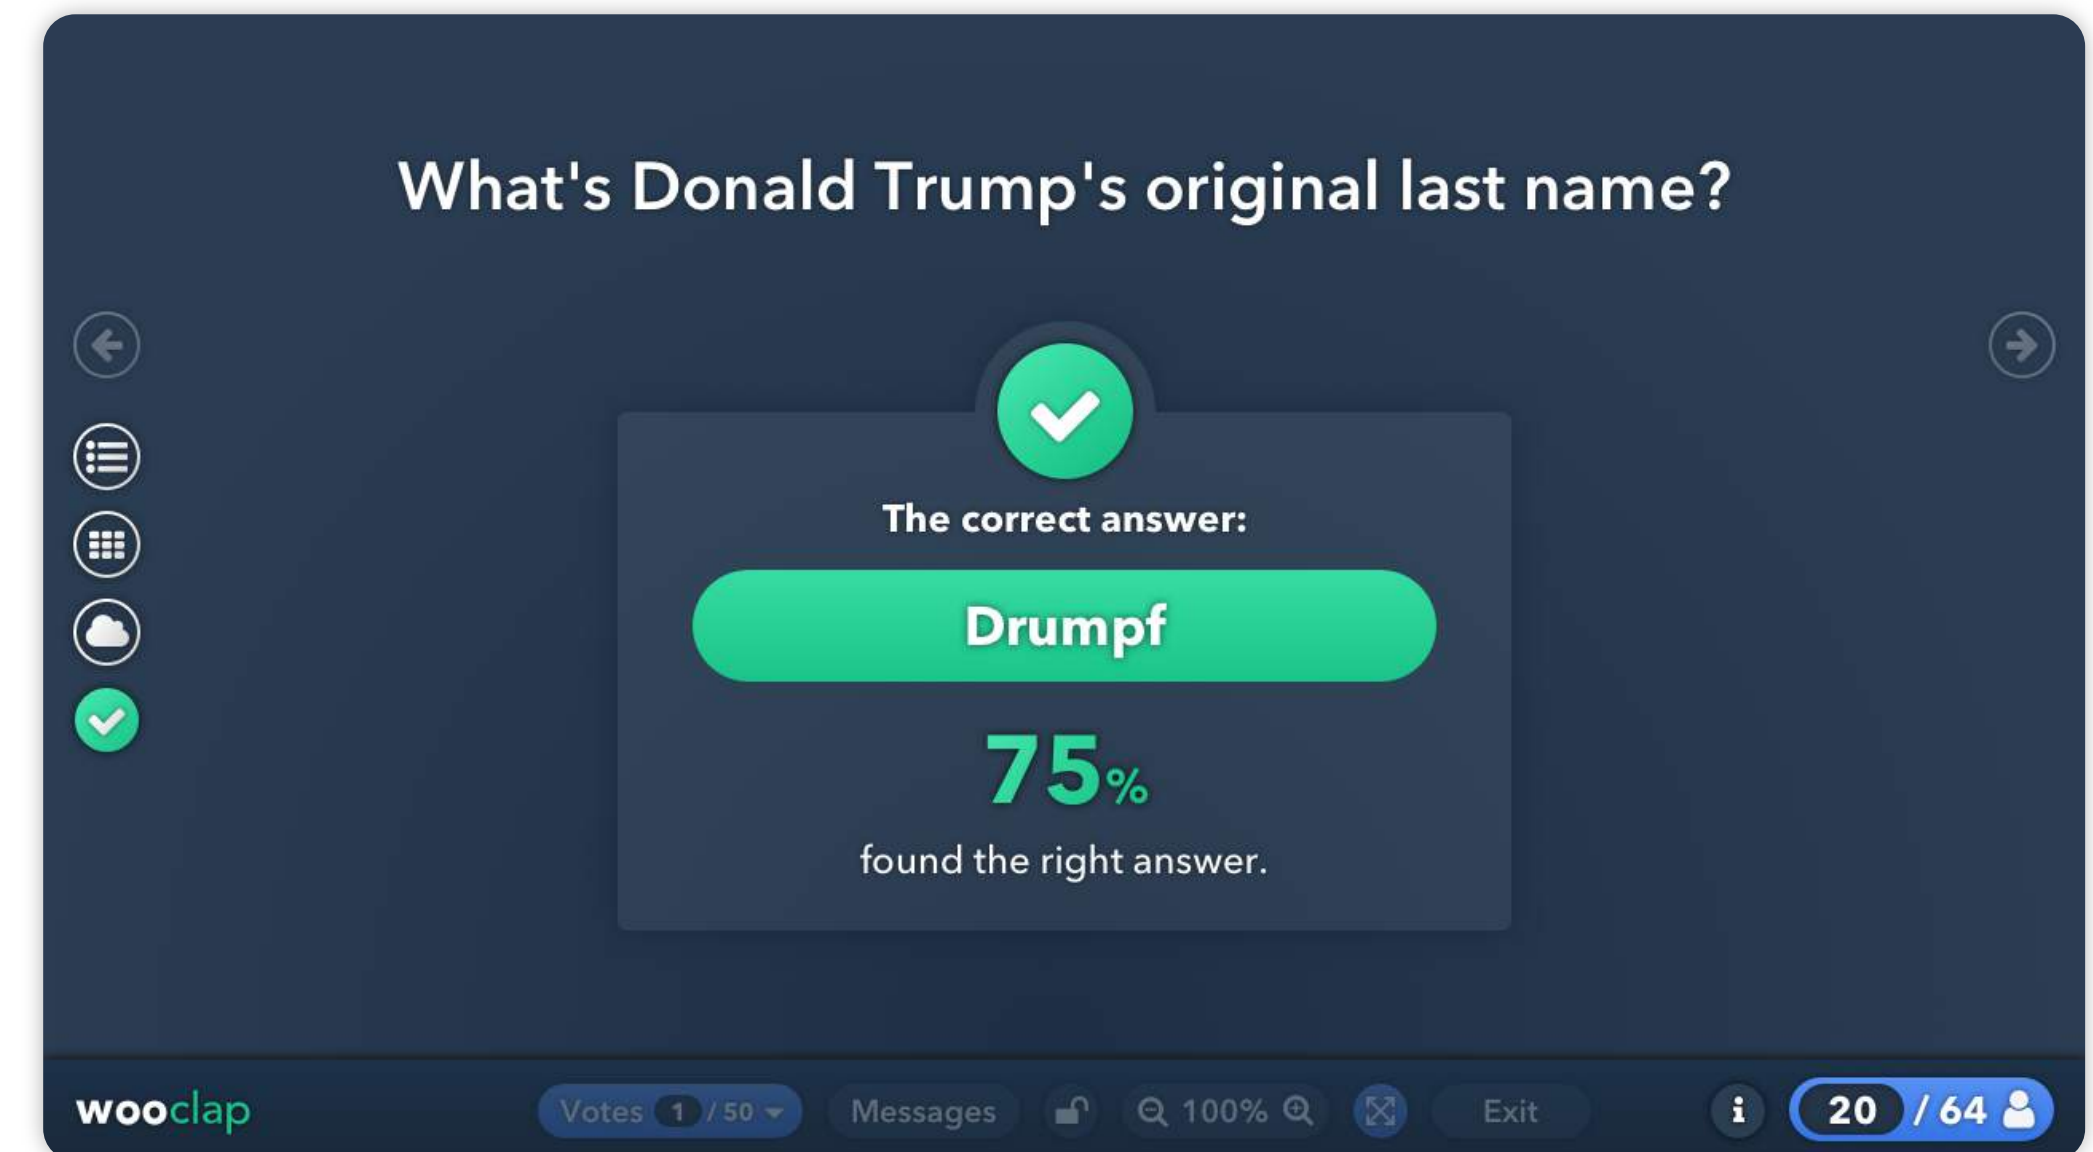 What's Donald Trump's original last name?
The correct answer:
Drumpf
75%
found the right answer.
wooclap
Votes 1 / 50
Messages
100%
Exit
i
20 / 64